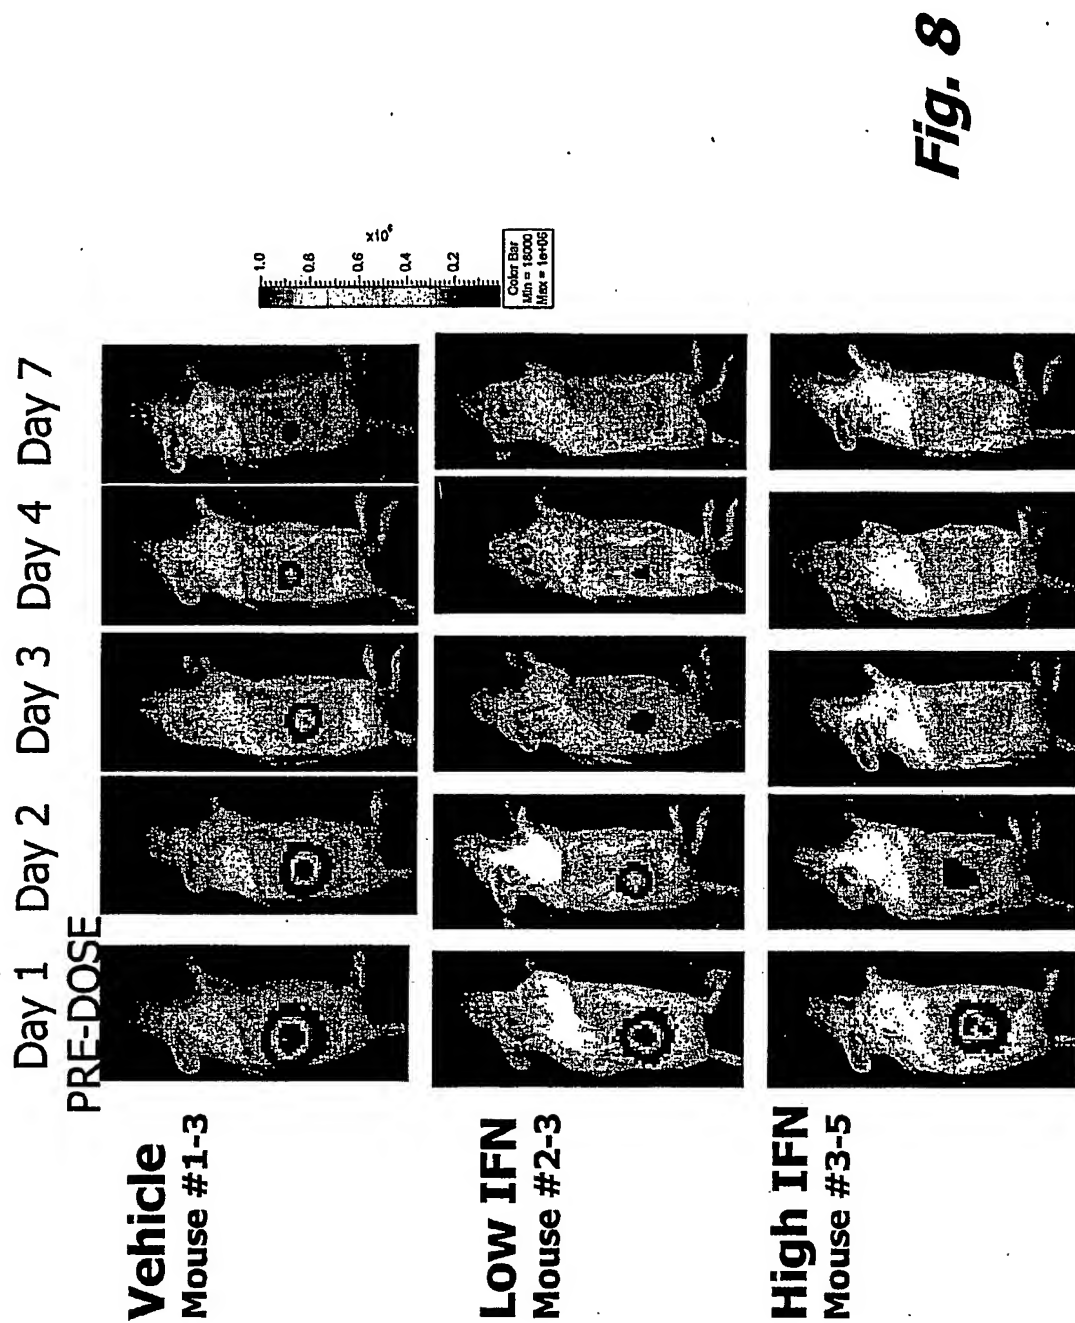 Day 1
PRE-DOSE
Day 2
Day 3
Day 4
Day 7
Vehicle
Mouse #1-3
Low IFN
Mouse #2-3
High IFN
Mouse #3-5
1.0
0.8
0.6
0.4
0.2
Color Bar
Min = 18000
Max = 1e+06
Fig. 8